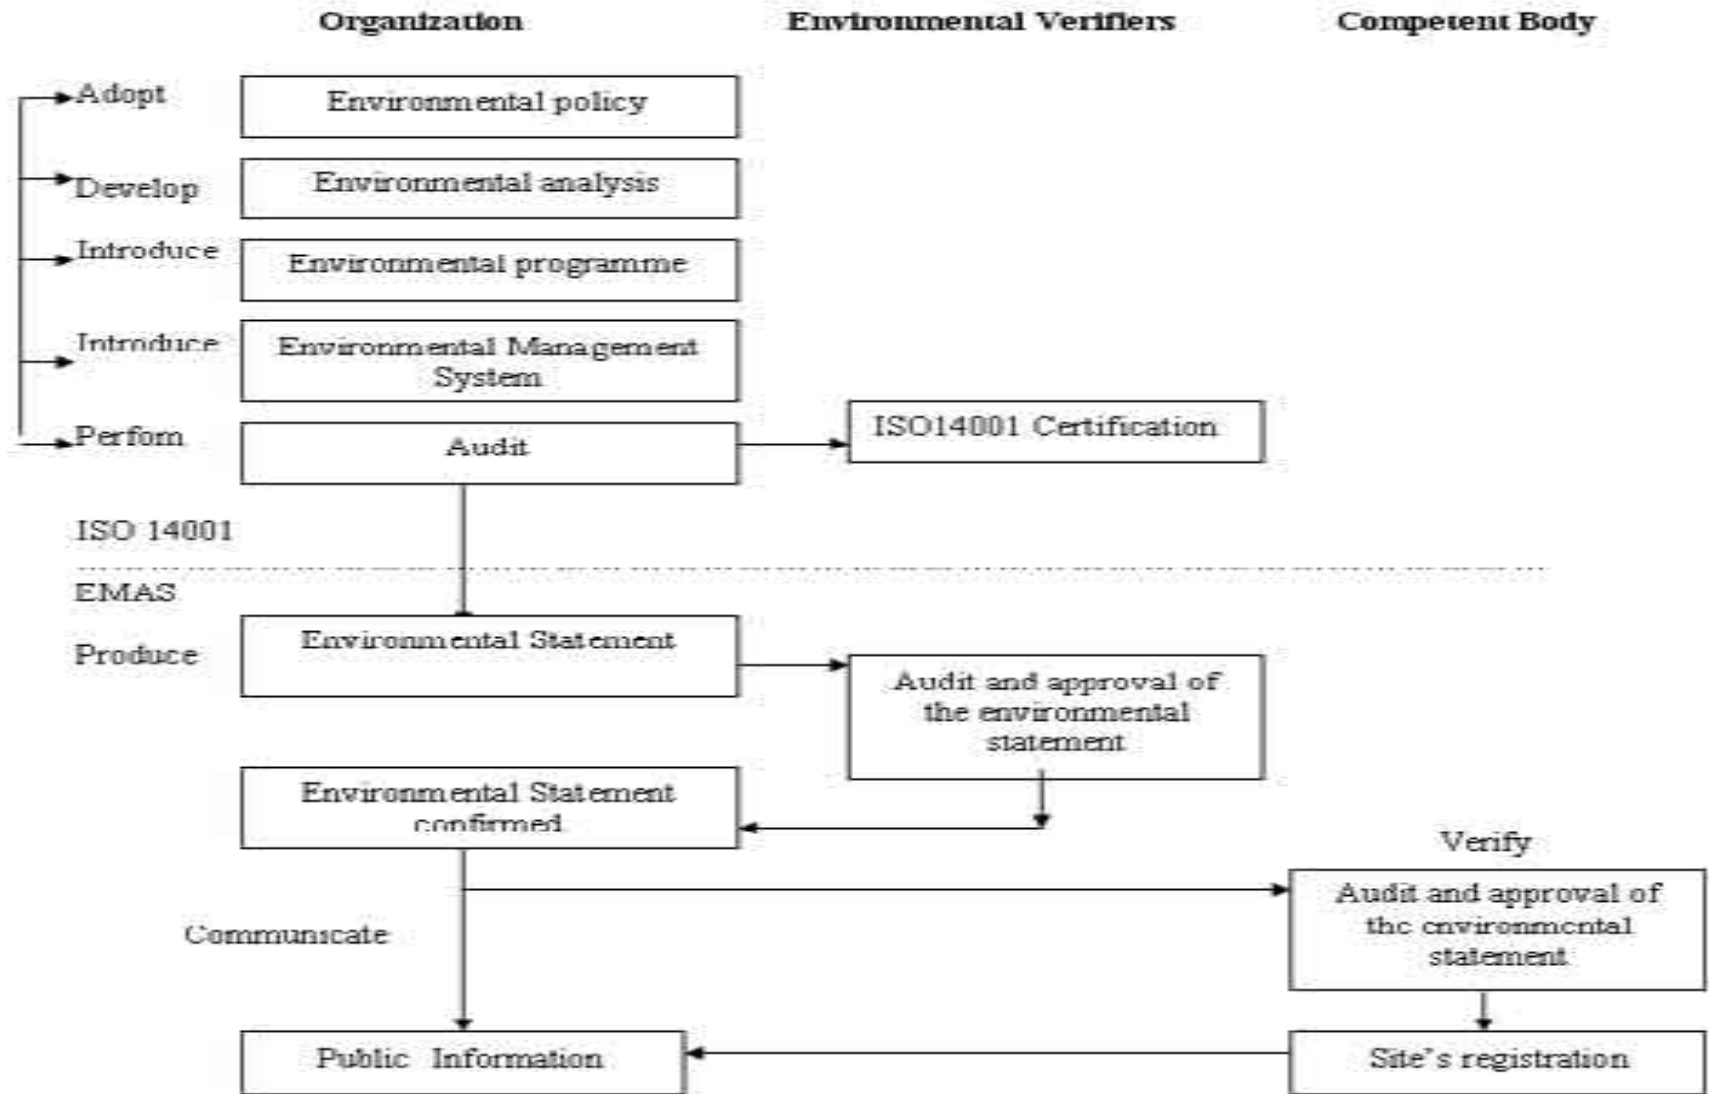 Organization Environmental Verifiers Competent Body
Adopt Environmental policy
Develop Environmental analysis
Introduce Environmental programme
Introduce Environmental Management
System
Perfom Audit ISO14001 Certification
ISO 14001
EMAS
Produce Environmental Statement
Audit and approval of
the environmental
statement
Environmental Statement
confirmed
Verify
Audit and approval of
the environmental
statement
Communicate
Public Information Site's registration